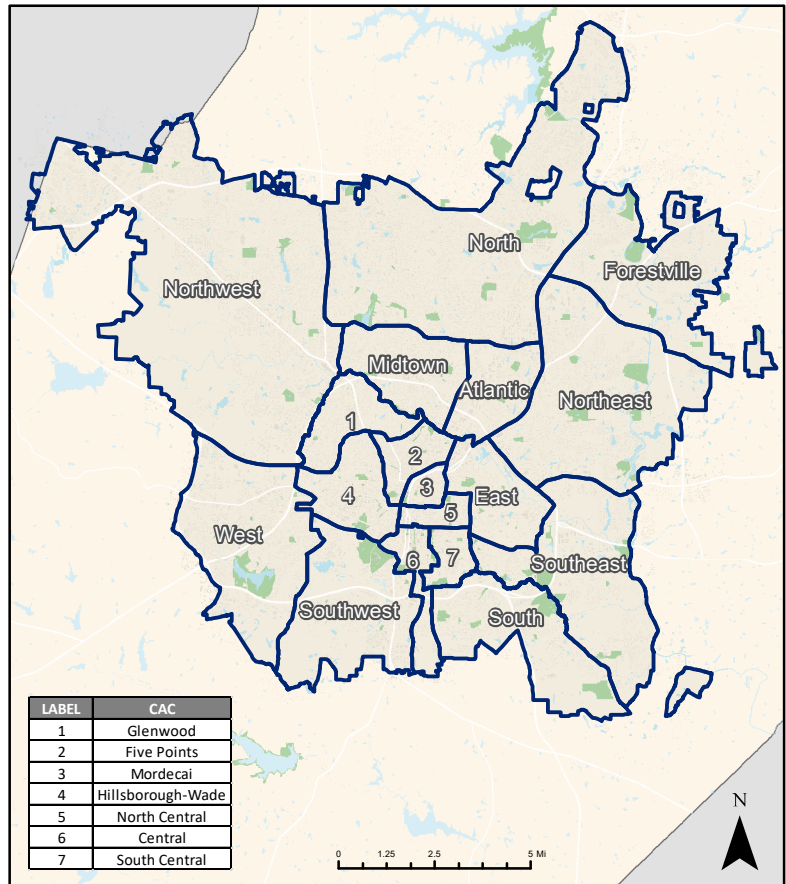 North
Forestville
Northwest
Midtown
Atlantic
Northeast
1
2
3
4
East
5
West
6
7
Southeast
Southwest
South
LABEL CAC
1 Glenwood
2 Five Points
3 Mordecai
4 Hillsborough-Wade
5 North Central
6 Central
7 South Central
N
0 1.25 2.5 5 Mi